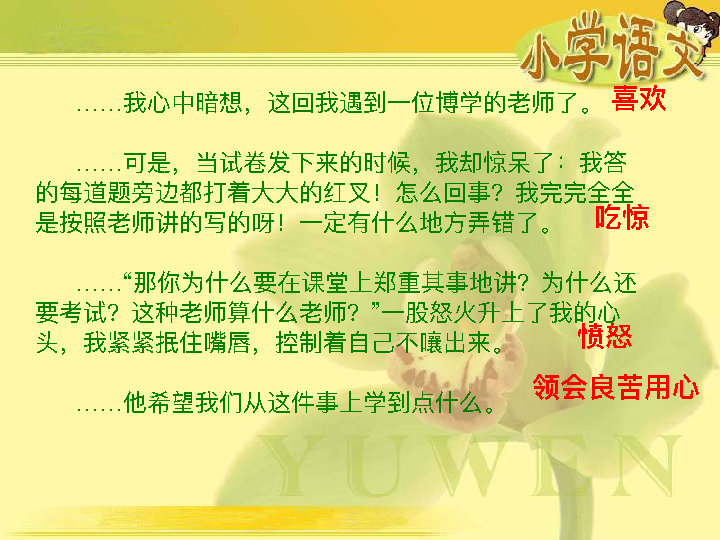 小学语文
……我心中暗想，这回我遇到一位博学的老师了。 喜欢
……可是，当试卷发下来的时候，我却惊呆了：我答
的每道题旁边都打着大大的红叉！怎么回事？我完完全全
是按照老师讲的写的呀！一定有什么地方弄错了。 吃惊
……“那你为什么要在课堂上郑重其事地讲？为什么还
要考试？这种老师算什么老师？”一股怒火升上了我的心
头，我紧紧抿住嘴唇，控制着自己不嚷出来。 愤怒
……他希望我们从这件事上学到点什么。 领会良苦用心
YUWEN